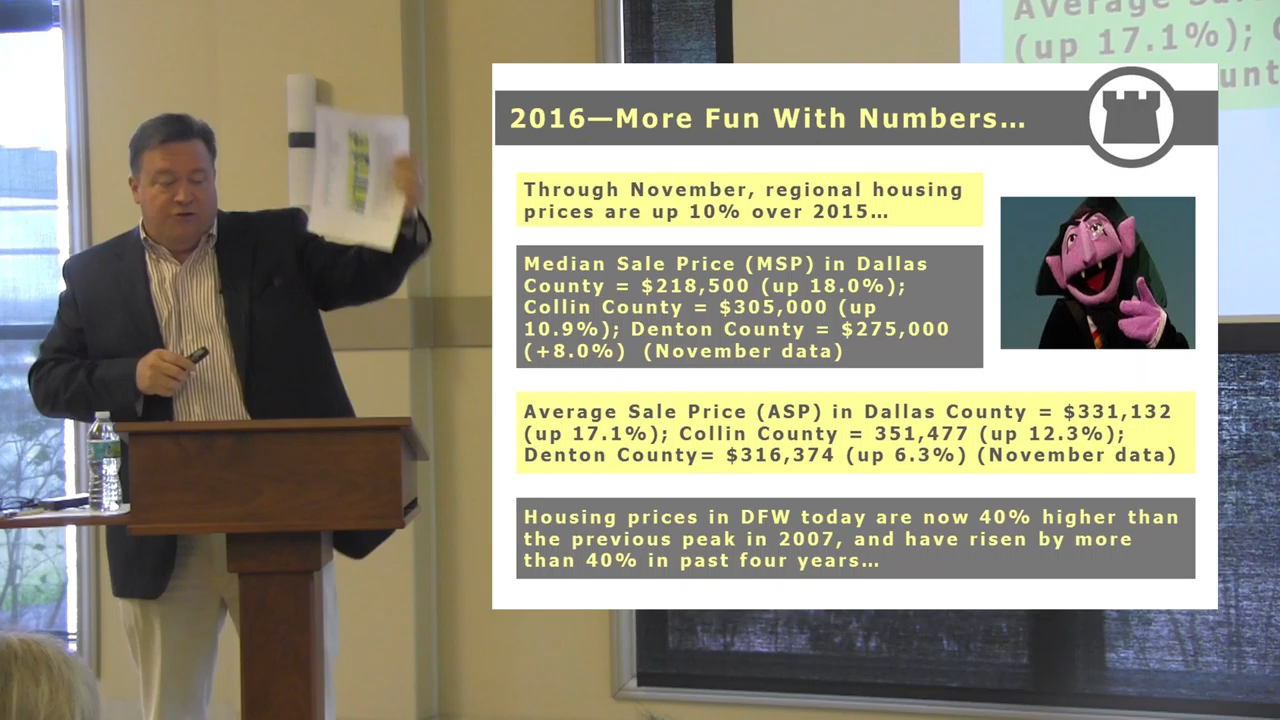 Average
(up 17.1%);
2016—More Fun With Numbers…
Through November, regional housing
prices are up 10% over 2015…
Median Sale Price (MSP) in Dallas
County = $218,500 (up 18.0%);
Collin County = $305,000 (up
10.9%); Denton County = $275,000
(+8.0%) (November data)
Average Sale Price (ASP) in Dallas County = $331,132
(up 17.1%); Collin County = 351,477 (up 12.3%);
Denton County= $316,374 (up 6.3%) (November data)
Housing prices in DFW today are now 40% higher than
the previous peak in 2007, and have risen by more
than 40% in past four years…